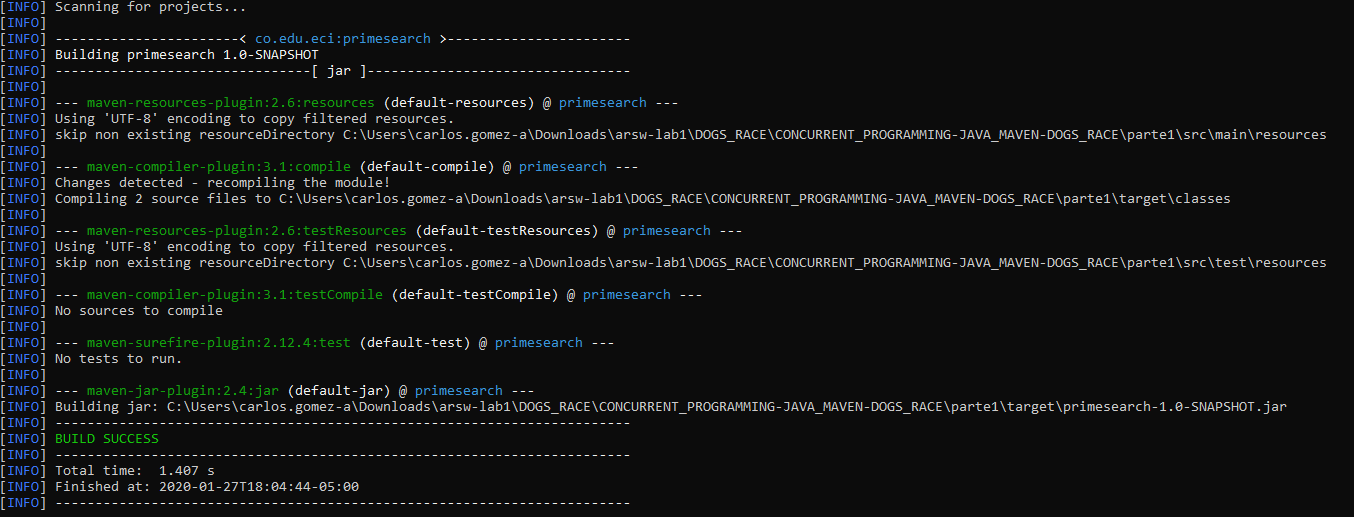 [INFO] Scanning for projects...
[INFO]
[INFO] -----------------------< co.edu.eci:primesearch >-----------------------
[INFO] Building primesearch 1.0-SNAPSHOT
[INFO] --------------------------------[ jar ]---------------------------------
[INFO]
[INFO] --- maven-resources-plugin:2.6:resources (default-resources) @ primesearch ---
[INFO] Using 'UTF-8' encoding to copy filtered resources.
[INFO] skip non existing resourceDirectory C:\Users\carlos.gomez-a\Downloads\arsw-lab1\DOGS_RACE\CONCURRENT_PROGRAMMING-JAVA_MAVEN-DOGS_RACE\parte1\src\main\resources
[INFO]
[INFO] --- maven-compiler-plugin:3.1:compile (default-compile) @ primesearch ---
[INFO] Changes detected - recompiling the module!
[INFO] Compiling 2 source files to C:\Users\carlos.gomez-a\Downloads\arsw-lab1\DOGS_RACE\CONCURRENT_PROGRAMMING-JAVA_MAVEN-DOGS_RACE\parte1\target\classes
[INFO]
[INFO] --- maven-resources-plugin:2.6:testResources (default-testResources) @ primesearch ---
[INFO] Using 'UTF-8' encoding to copy filtered resources.
[INFO] skip non existing resourceDirectory C:\Users\carlos.gomez-a\Downloads\arsw-lab1\DOGS_RACE\CONCURRENT_PROGRAMMING-JAVA_MAVEN-DOGS_RACE\parte1\src\test\resources
[INFO]
[INFO] --- maven-compiler-plugin:3.1:testCompile (default-testCompile) @ primesearch ---
[INFO] No sources to compile
[INFO]
[INFO] --- maven-surefire-plugin:2.12.4:test (default-test) @ primesearch ---
[INFO] No tests to run.
[INFO]
[INFO] --- maven-jar-plugin:2.4:jar (default-jar) @ primesearch ---
[INFO] Building jar: C:\Users\carlos.gomez-a\Downloads\arsw-lab1\DOGS_RACE\CONCURRENT_PROGRAMMING-JAVA_MAVEN-DOGS_RACE\parte1\target\primesearch-1.0-SNAPSHOT.jar
[INFO] ------------------------------------------------------------------------
[INFO] BUILD SUCCESS
[INFO] ------------------------------------------------------------------------
[INFO] Total time:  1.407 s
[INFO] Finished at: 2020-01-27T18:04:44-05:00
[INFO] ------------------------------------------------------------------------